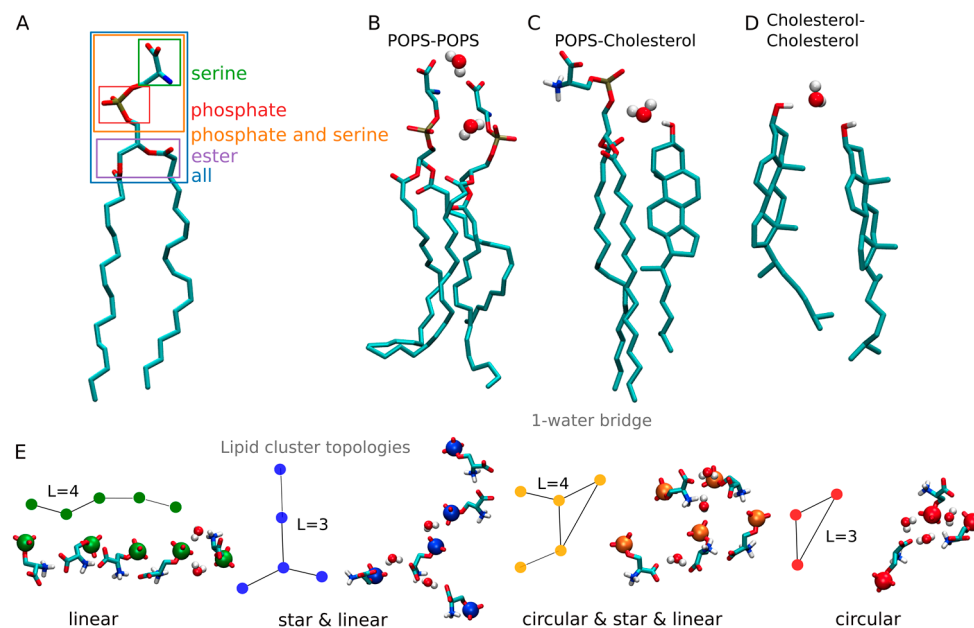 A
serine
phosphate
phosphate and serine
ester
all
B
POPS-POPS
C
POPS-Cholesterol
D
Cholesterol-
Cholesterol
1-water bridge
E
Lipid cluster topologies
L=4
L=3
L=4
L=3
linear
star & linear
circular & star & linear
circular